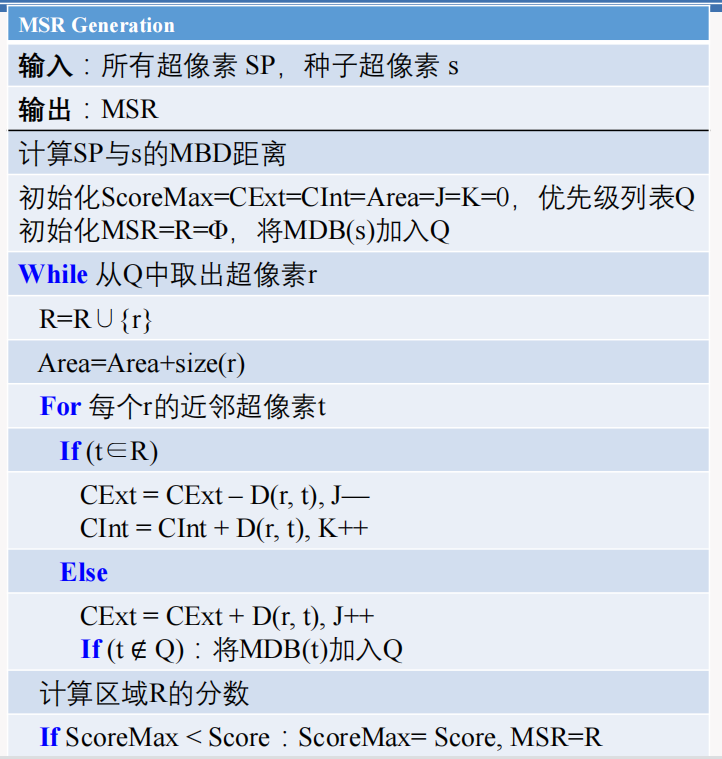 MSR Generation
输入：所有超像素 SP，种子超像素 s
输出：MSR
计算SP与s的MBD距离
初始化ScoreMax=CExt=CInt=Area=J=K=0，优先级列表Q
初始化MSR=R=Φ，将MDB(s)加入Q
While 从Q中取出超像素r
R=R∪{r}
Area=Area+size(r)
For 每个r的近邻超像素t
If (t∈R)
CExt = CExt – D(r, t), J—
CInt = CInt + D(r, t), K++
Else
CExt = CExt + D(r, t), J++
If (t ∉ Q)：将MDB(t)加入Q
计算区域R的分数
If ScoreMax < Score：ScoreMax= Score, MSR=R